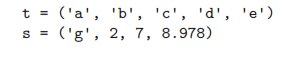 t = ('a', 'b', 'c', 'd', 'e')
s = ('g', 2, 7, 8.978)